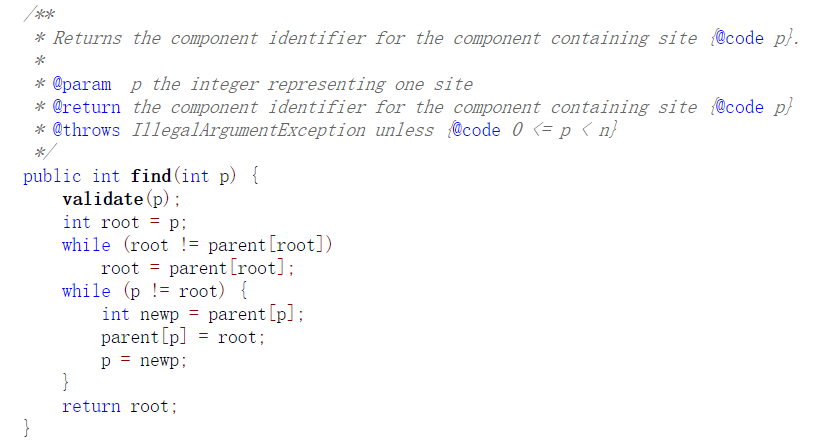 /**
 * Returns the component identifier for the component containing site {@code p}.
 *
 * @param  p the integer representing one site
 * @return the component identifier for the component containing site {@code p}
 * @throws IllegalArgumentException unless {@code 0 <= p < n}
 */
public int find(int p) {
    validate(p);
    int root = p;
    while (root != parent[root])
        root = parent[root];
    while (p != root) {
        int newp = parent[p];
        parent[p] = root;
        p = newp;
    }
    return root;
}